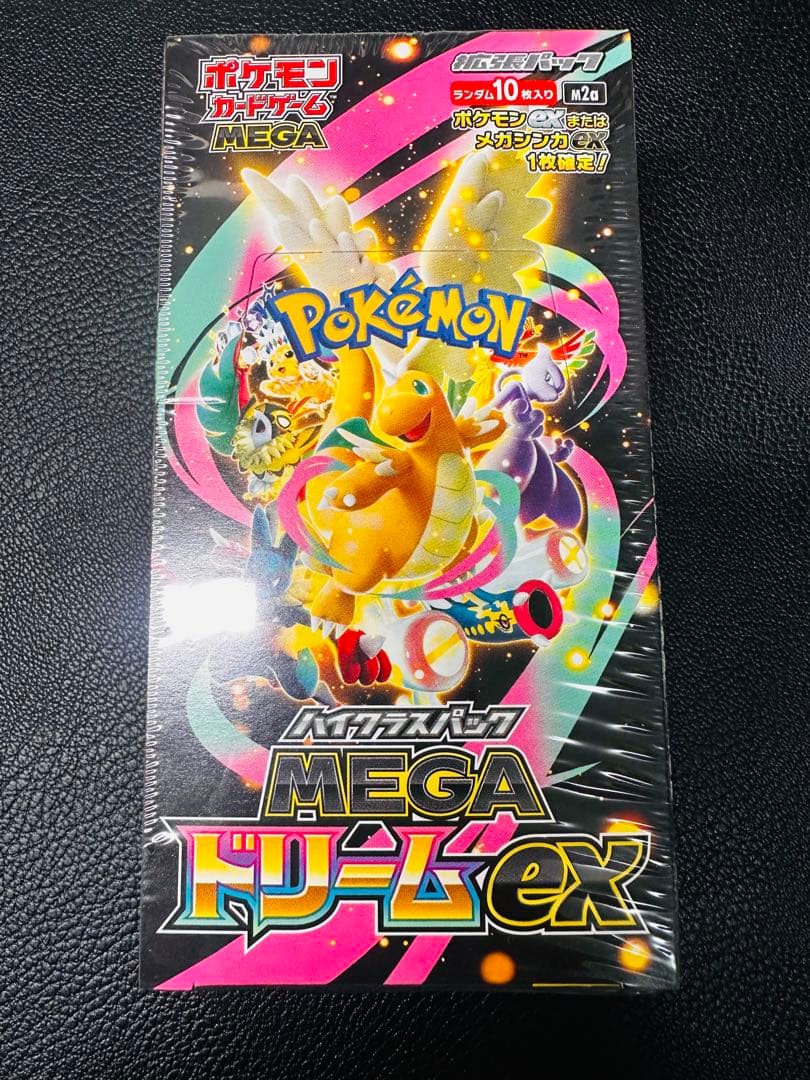 ポケモン
カードゲーム
MEGA
拡張パック
ランダム10枚入り M2a
ポケモンexまたは
メガシンカex
1枚確定!
POKéMON
TM
ハイクラスパック
MEGA
ドリームex